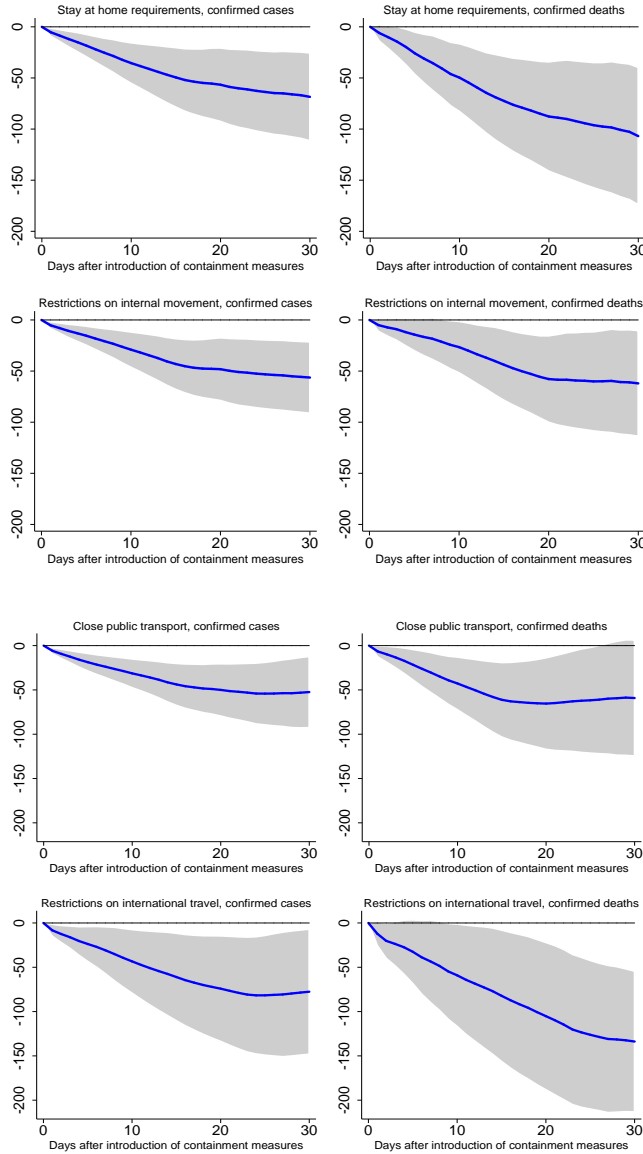 Stay at home requirements, confirmed cases
0
-50
-100
-150
-200
0 10 20 30
Days after introduction of containment measures
Stay at home requirements, confirmed deaths
0
-50
-100
-150
-200
0 10 20 30
Days after introduction of containment measures
Restrictions on internal movement, confirmed cases
0
-50
-100
-150
-200
0 10 20 30
Days after introduction of containment measures
Restrictions on internal movement, confirmed deaths
0
-50
-100
-150
-200
0 10 20 30
Days after introduction of containment measures
Close public transport, confirmed cases
0
-50
-100
-150
-200
0 10 20 30
Days after introduction of containment measures
Close public transport, confirmed deaths
0
-50
-100
-150
-200
0 10 20 30
Days after introduction of containment measures
Restrictions on international travel, confirmed cases
0
-50
-100
-150
-200
0 10 20 30
Days after introduction of containment measures
Restrictions on international travel, confirmed deaths
0
-50
-100
-150
-200
0 10 20 30
Days after introduction of containment measures